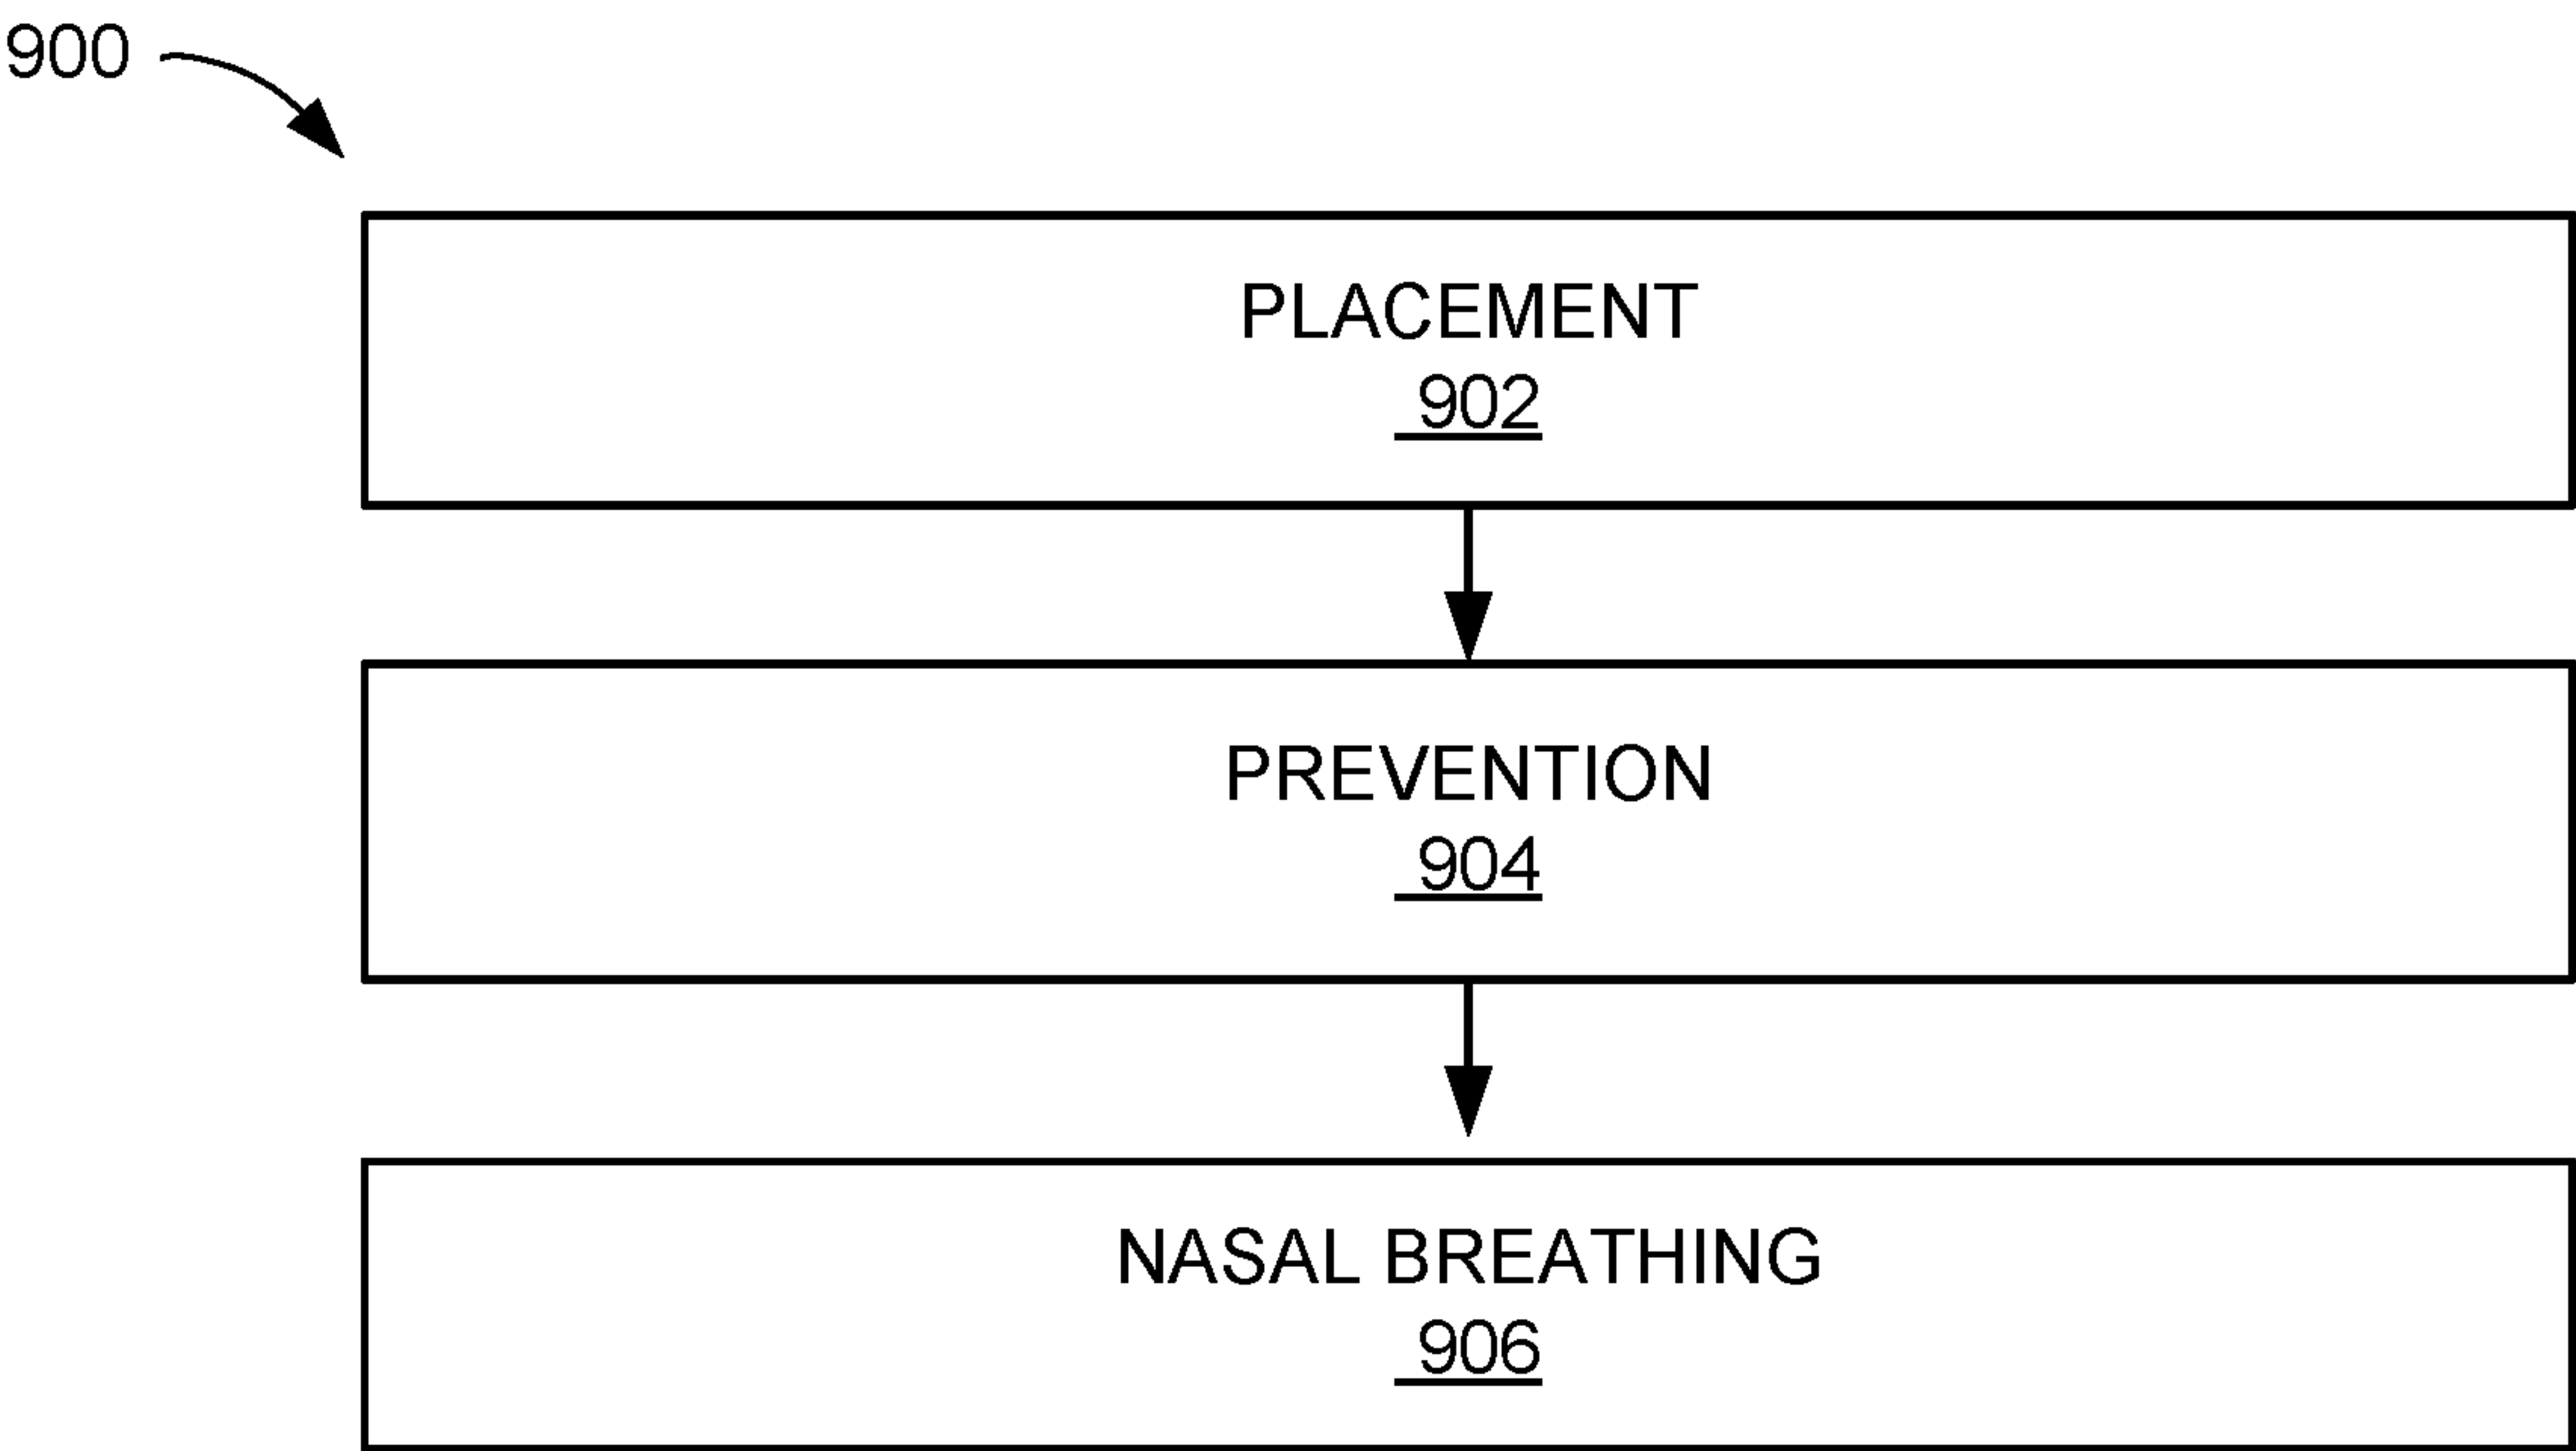 900
PLACEMENT
902
PREVENTION
904
NASAL BREATHING
906